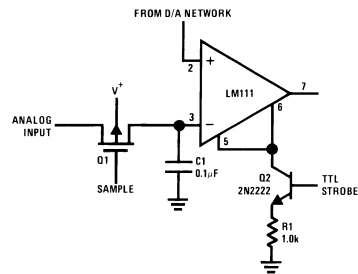 FROM D/A NETWORK
2
+
LM111
7
V+
6
ANALOG
INPUT
3
–
5
Q1
C1
0.1μF
Q2
2N2222
TTL
STROBE
SAMPLE
R1
1.0k